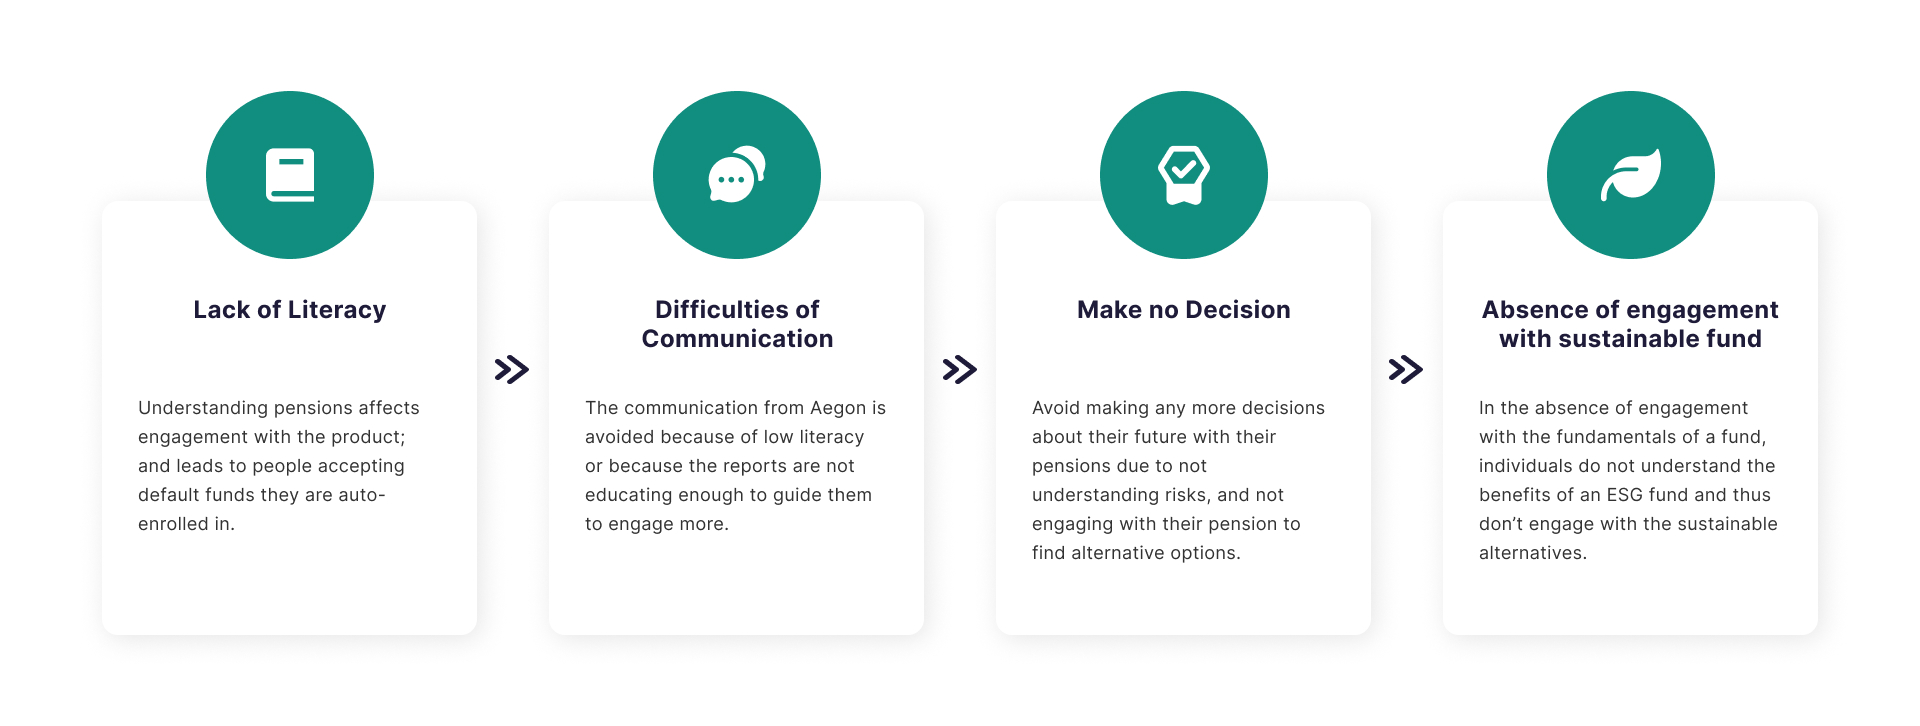 Lack of Literacy
Understanding pensions affects
engagement with the product;
and leads to people accepting
default funds they are auto-
enrolled in.
Difficulties of
Communication
The communication from Aegon is
avoided because of low literacy
or because the reports are not
educating enough to guide them
to engage more.
Make no Decision
Avoid making any more decisions
about their future with their
pensions due to not
understanding risks, and not
engaging with their pension to
find alternative options.
Absence of engagement
with sustainable fund
In the absence of engagement
with the fundamentals of a fund,
individuals do not understand the
benefits of an ESG fund and thus
don’t engage with the sustainable
alternatives.